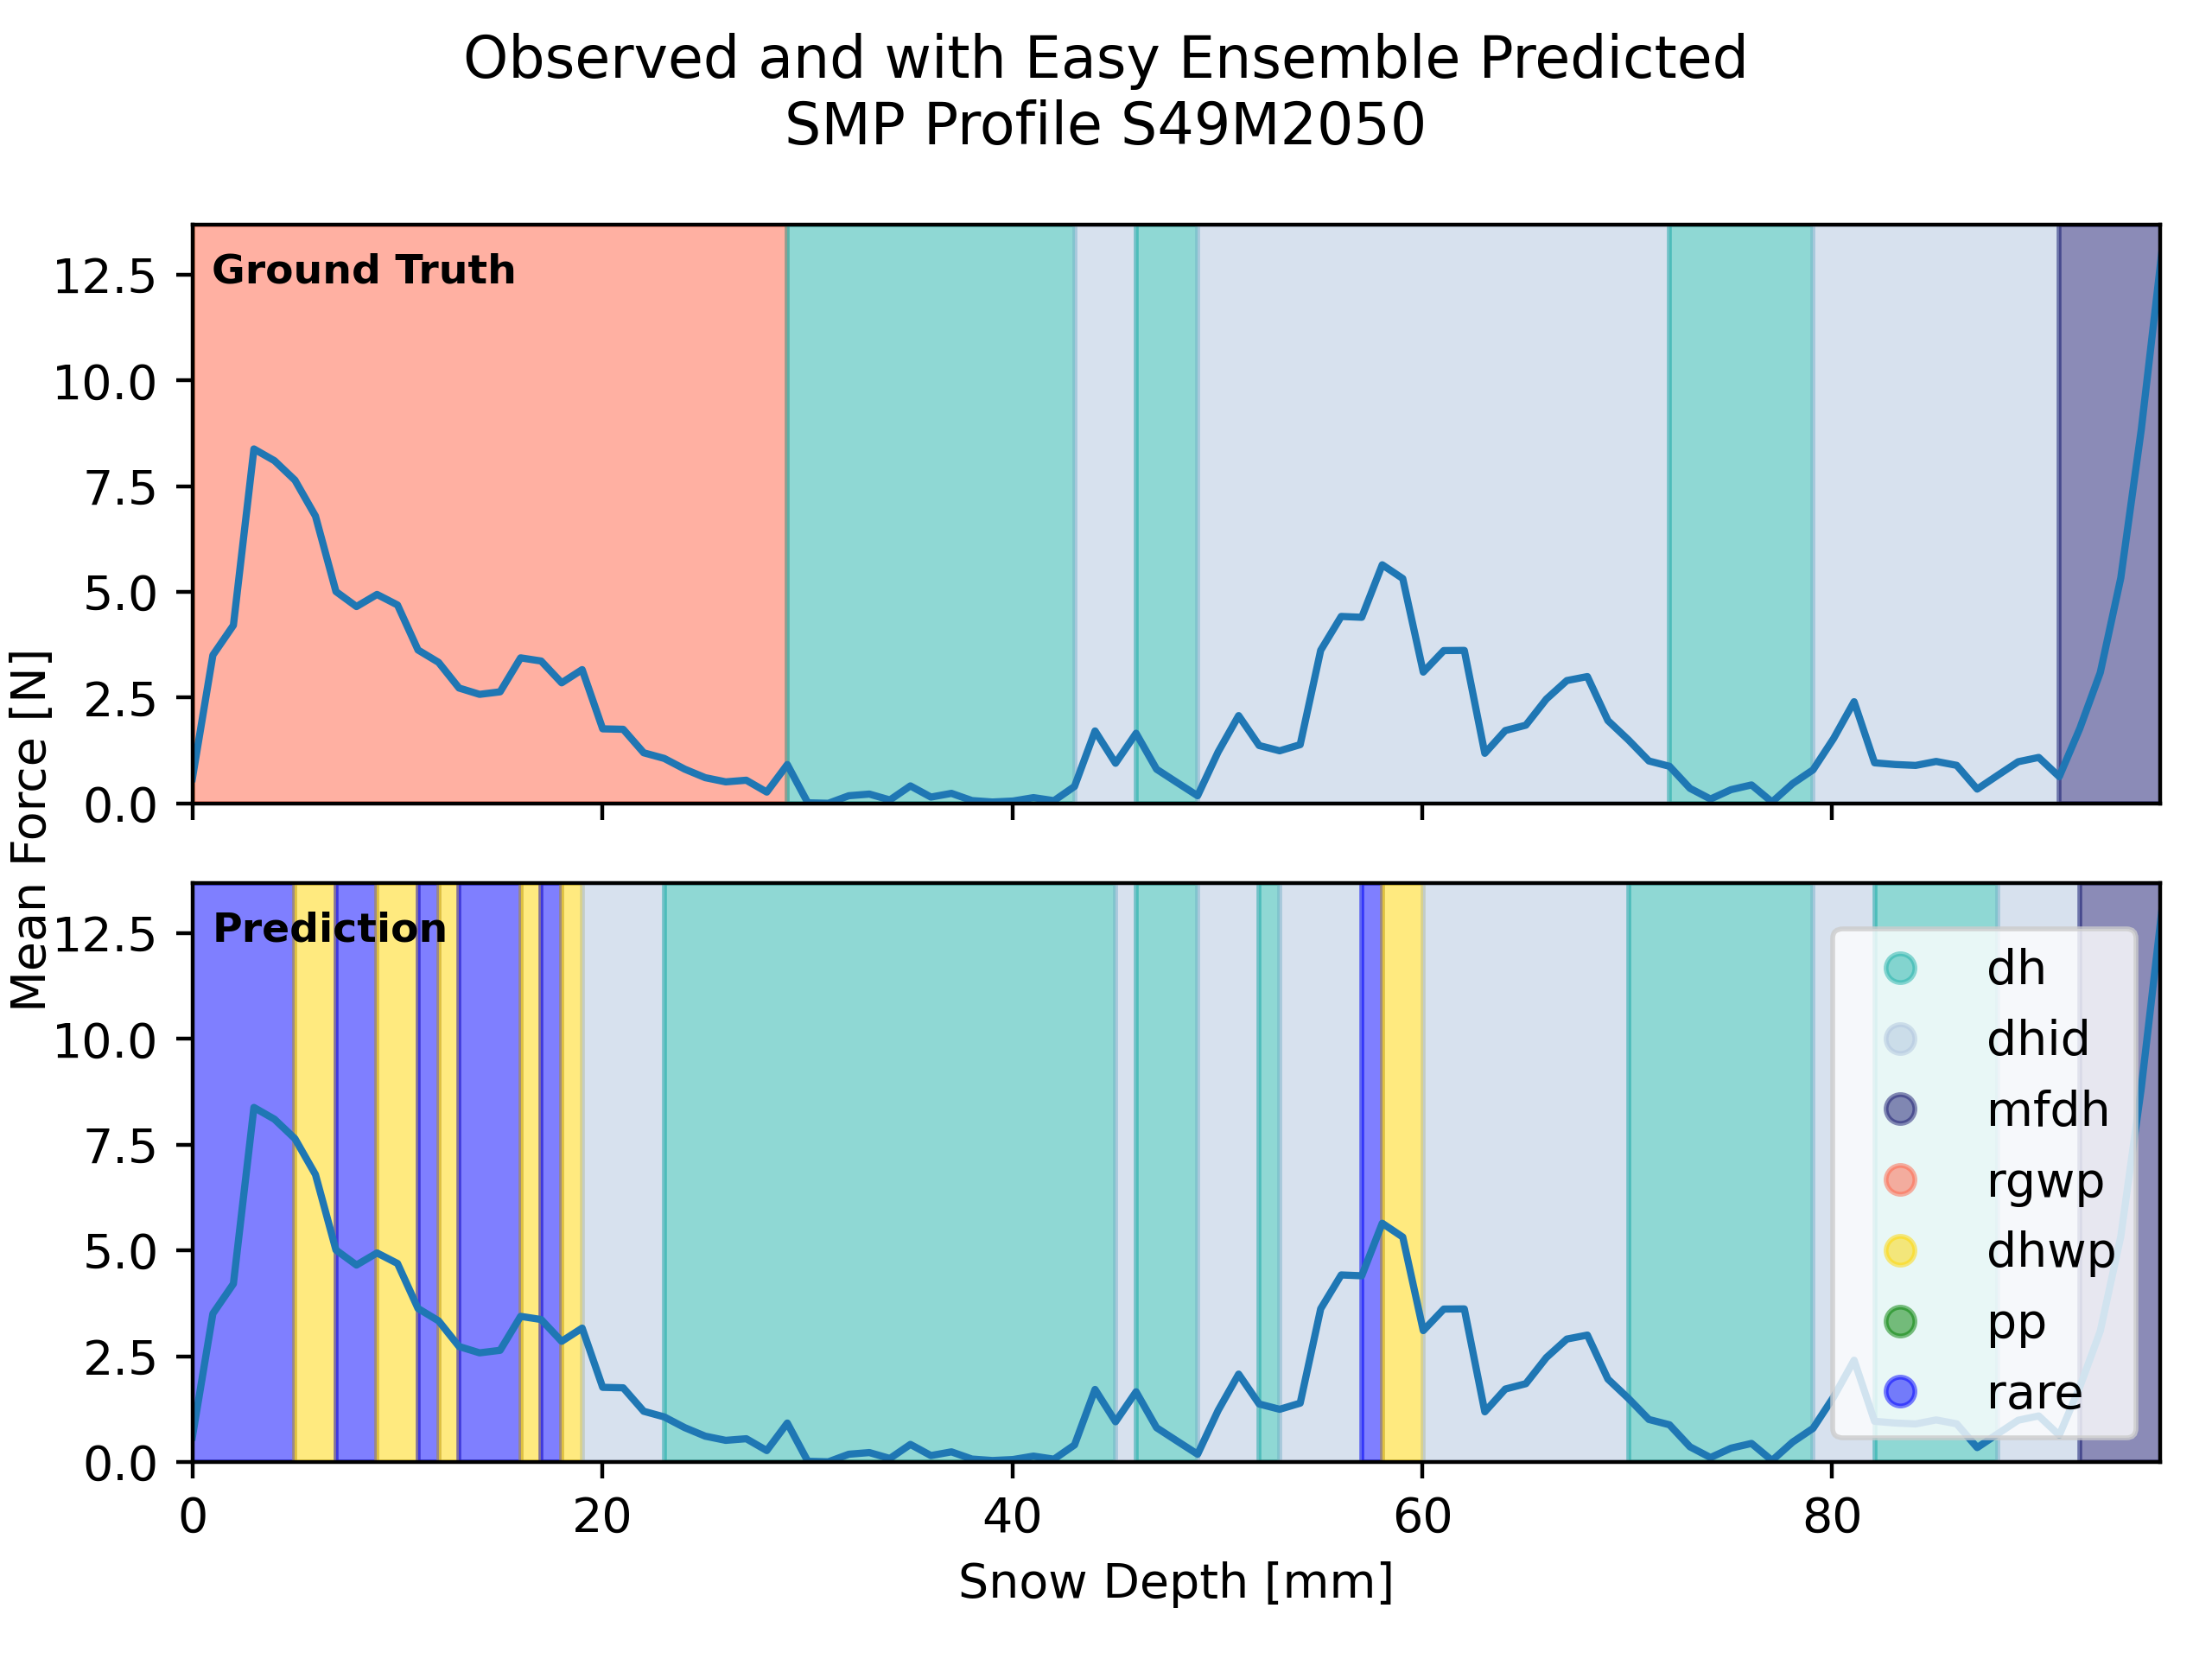 Observed and with Easy Ensemble Predicted
SMP Profile S49M2050
Mean Force [N]
Ground Truth
12.5
10.0
7.5
5.0
2.5
0.0
Prediction
12.5
10.0
7.5
5.0
2.5
0.0
dh
dhid
mfdh
rgwp
dhwp
pp
rare
0 20 40 60 80
Snow Depth [mm]